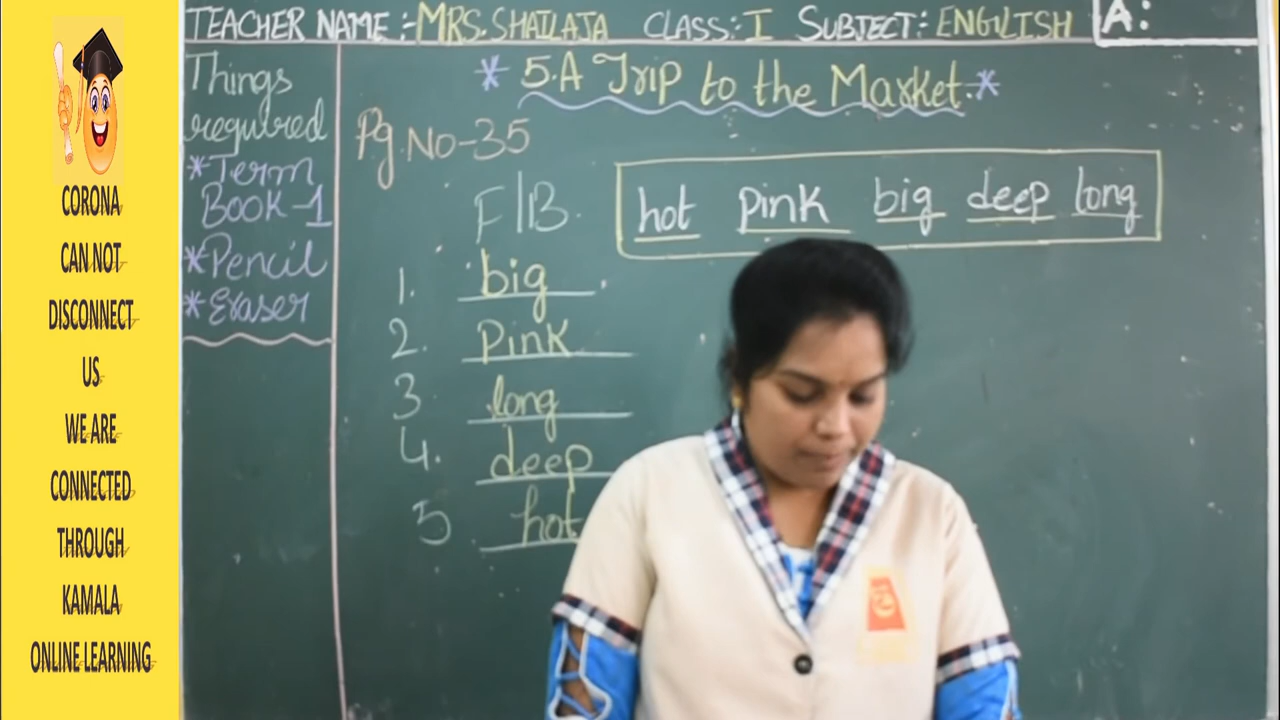 CORONA
CAN NOT
DISCONNECT
US
WE ARE
CONNECTED
THROUGH
KAMALA
ONLINE LEARNING
TEACHER NAME :- MRS. SHAILAJA CLASS:- I SUBJECT:- ENGLISH
A:
Things
required
*Term
Book-1
*Pencil
*Eraser
* 5.A Trip to the Market.*
Pg.No-35
F/B.
hot pink big deep long
1. big
2. Pink
3 long
4. deep
5 hot